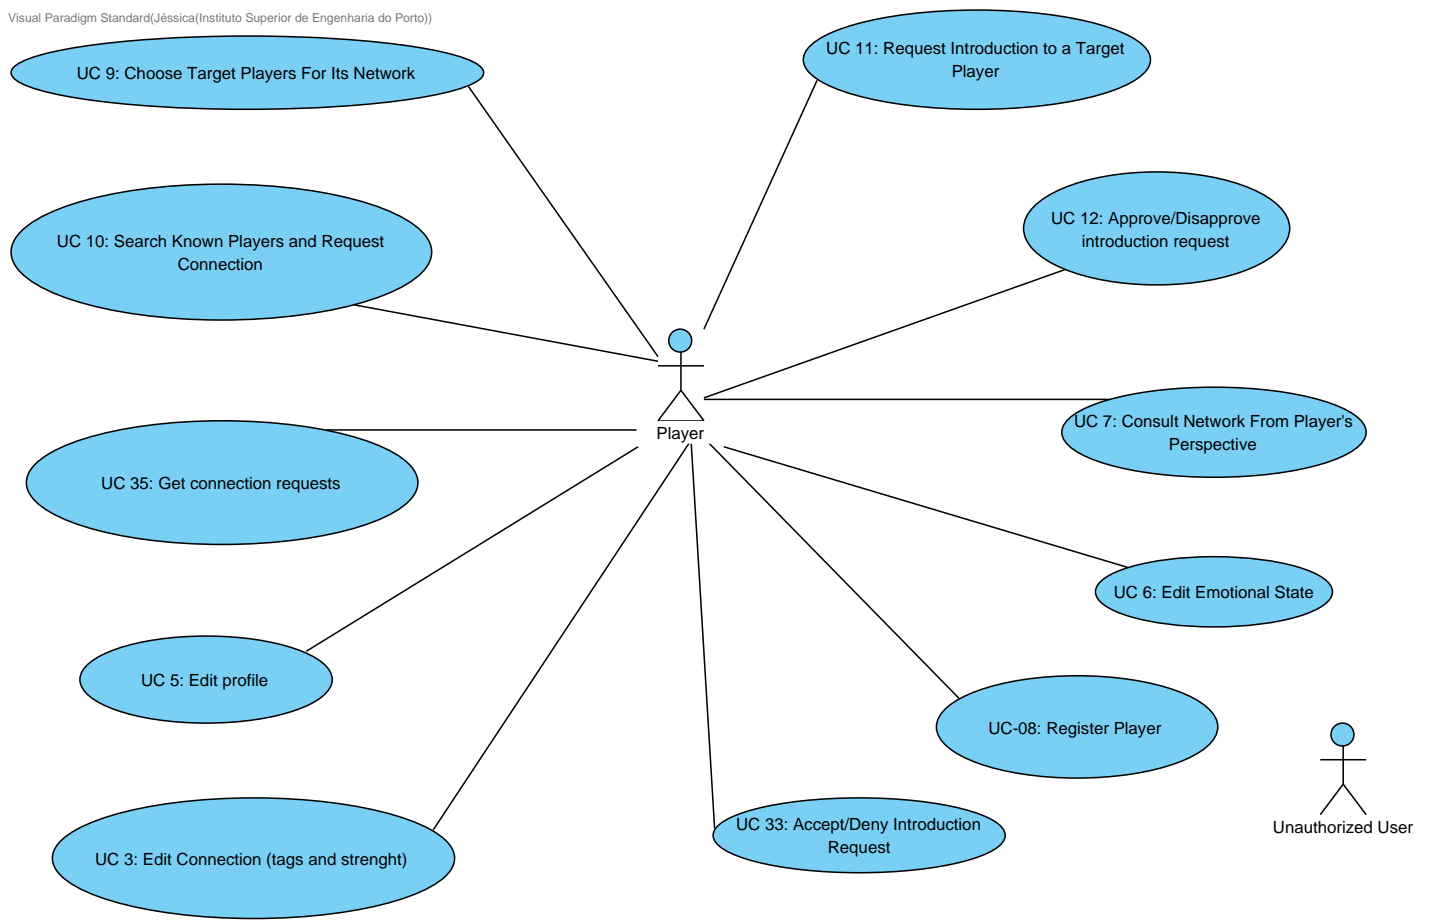 Visual Paradigm Standard(Jéssica(Instituto Superior de Engenharia do Porto))
UC 9: Choose Target Players For Its Network
UC 11: Request Introduction to a Target
Player
UC 10: Search Known Players and Request
Connection
UC 12: Approve/Disapprove
introduction request
Player
UC 7: Consult Network From Player's
Perspective
UC 35: Get connection requests
UC 6: Edit Emotional State
UC 5: Edit profile
UC-08: Register Player
UC 33: Accept/Deny Introduction
Request
Unauthorized User
UC 3: Edit Connection (tags and strenght)